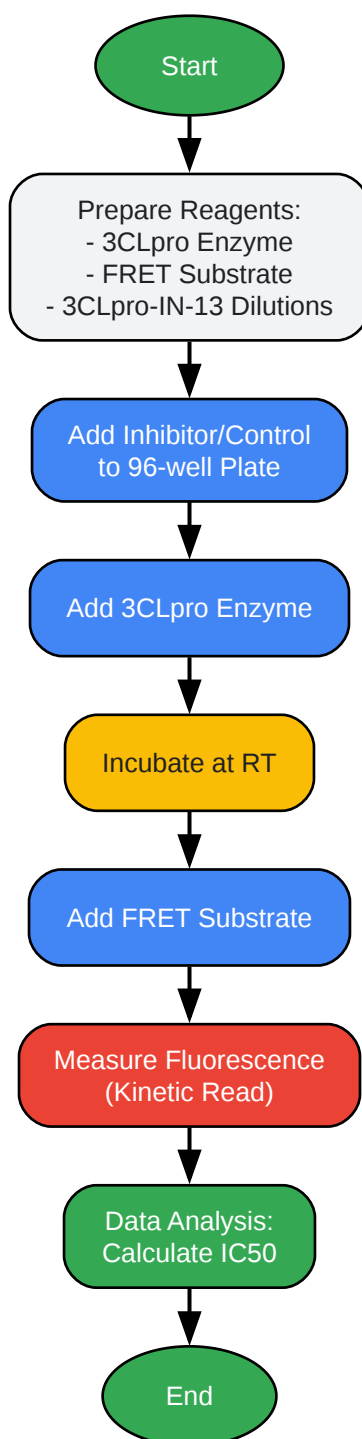 Start
Prepare Reagents:
- 3CLpro Enzyme
- FRET Substrate
- 3CLpro-IN-13 Dilutions
Add Inhibitor/Control
to 96-well Plate
Add 3CLpro Enzyme
Incubate at RT
Add FRET Substrate
Measure Fluorescence
(Kinetic Read)
Data Analysis:
Calculate IC50
End